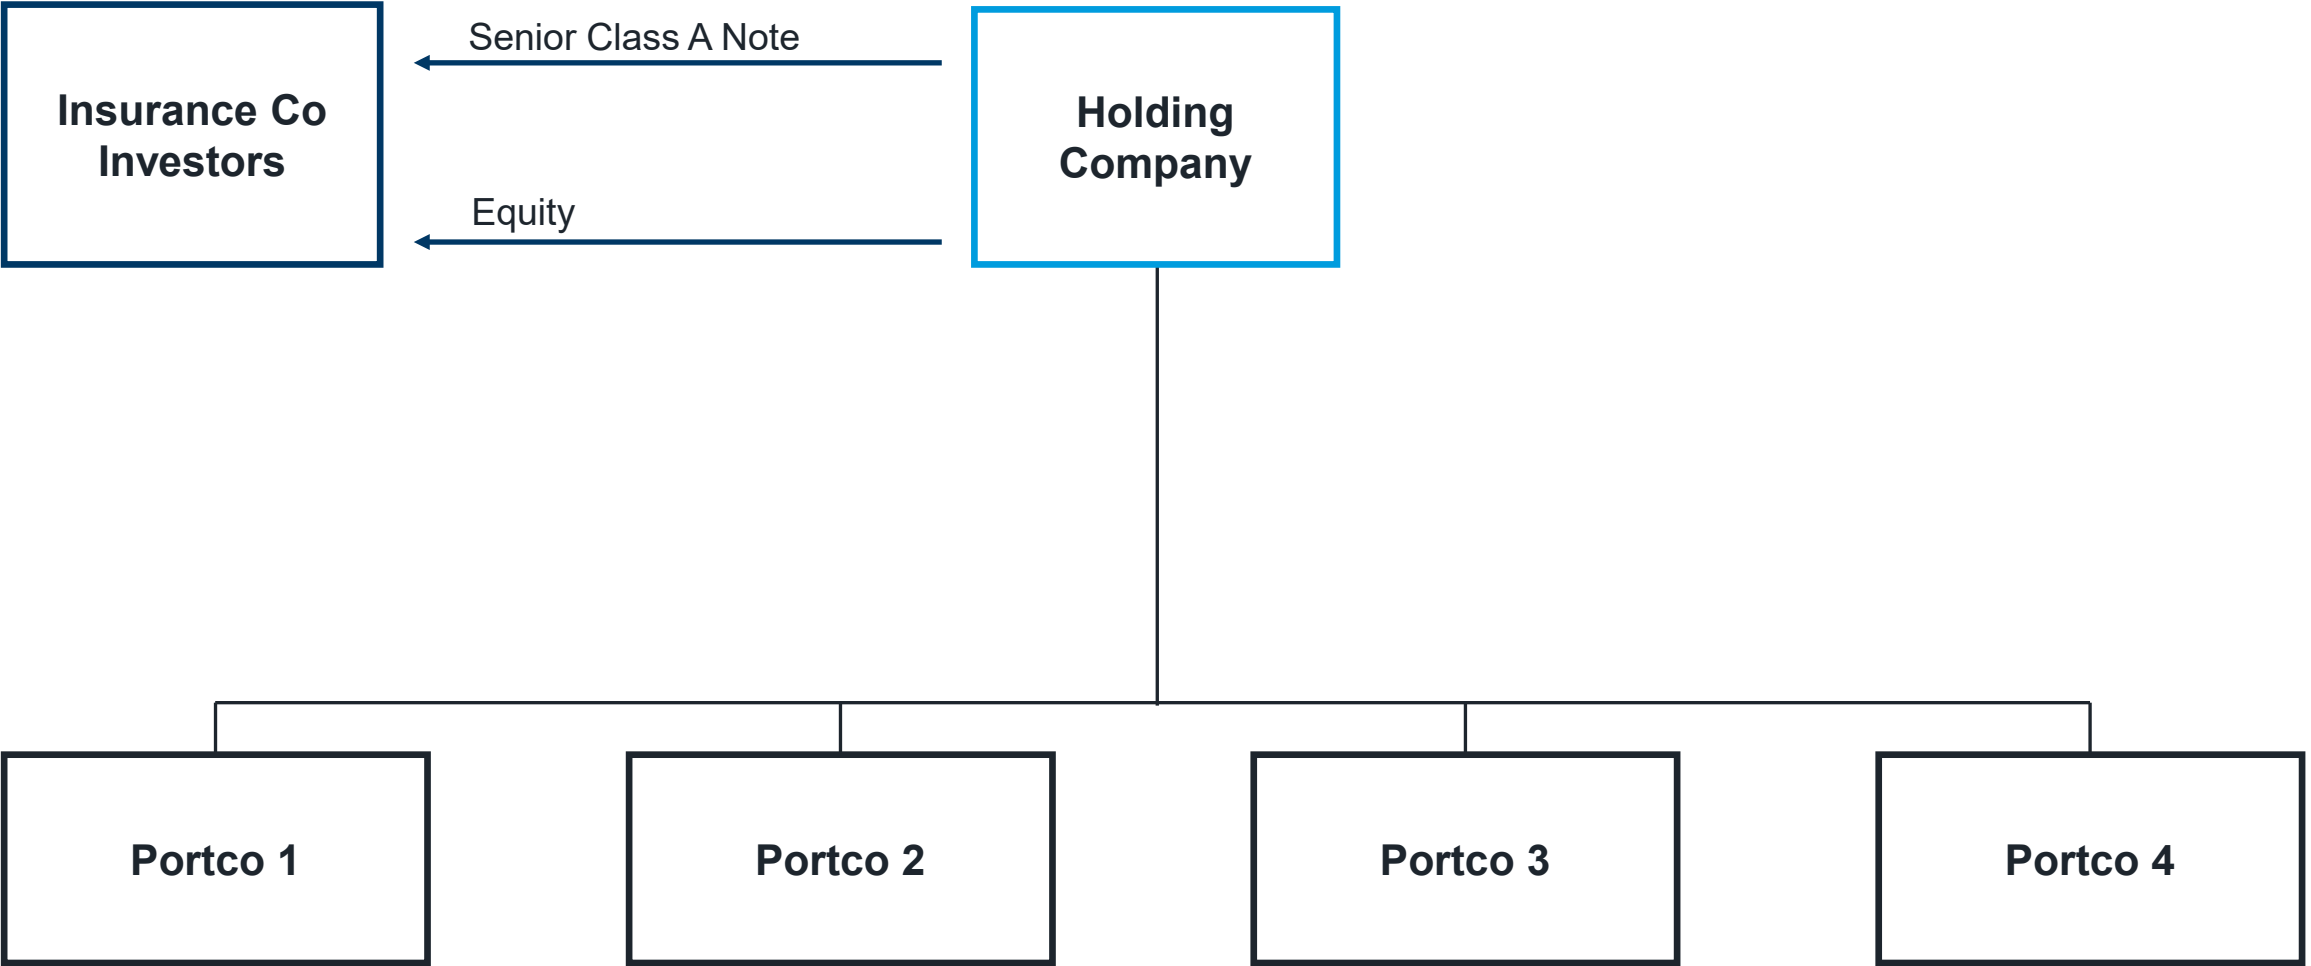 Senior Class A Note
Insurance Co
Investors
Holding
Company
Equity
Portco 1
Portco 2
Portco 3
Portco 4